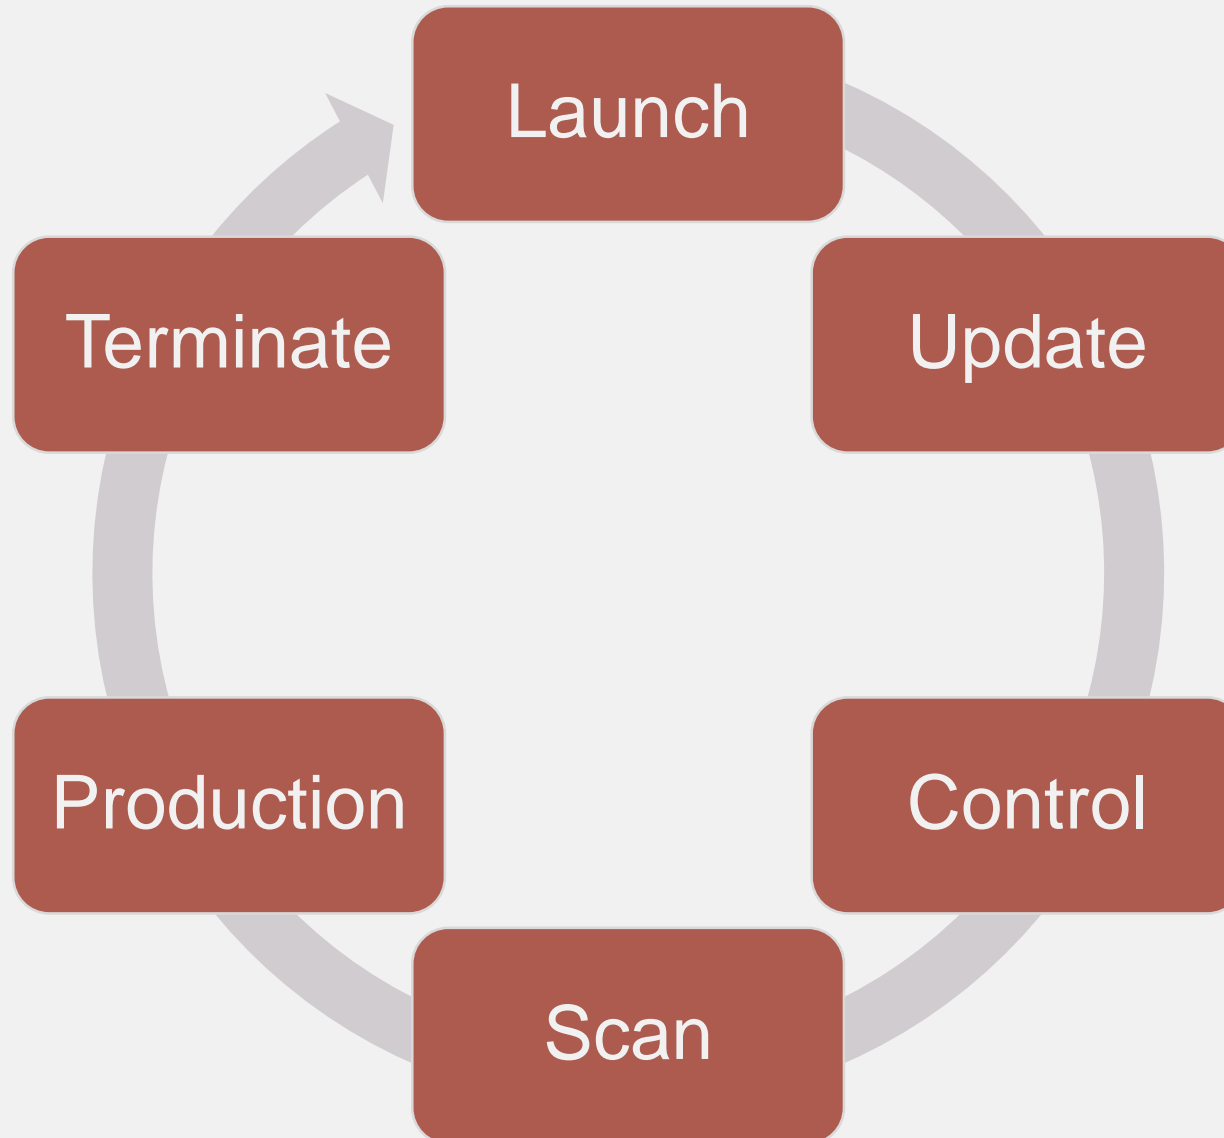 Launch
Update
Control
Scan
Production
Terminate